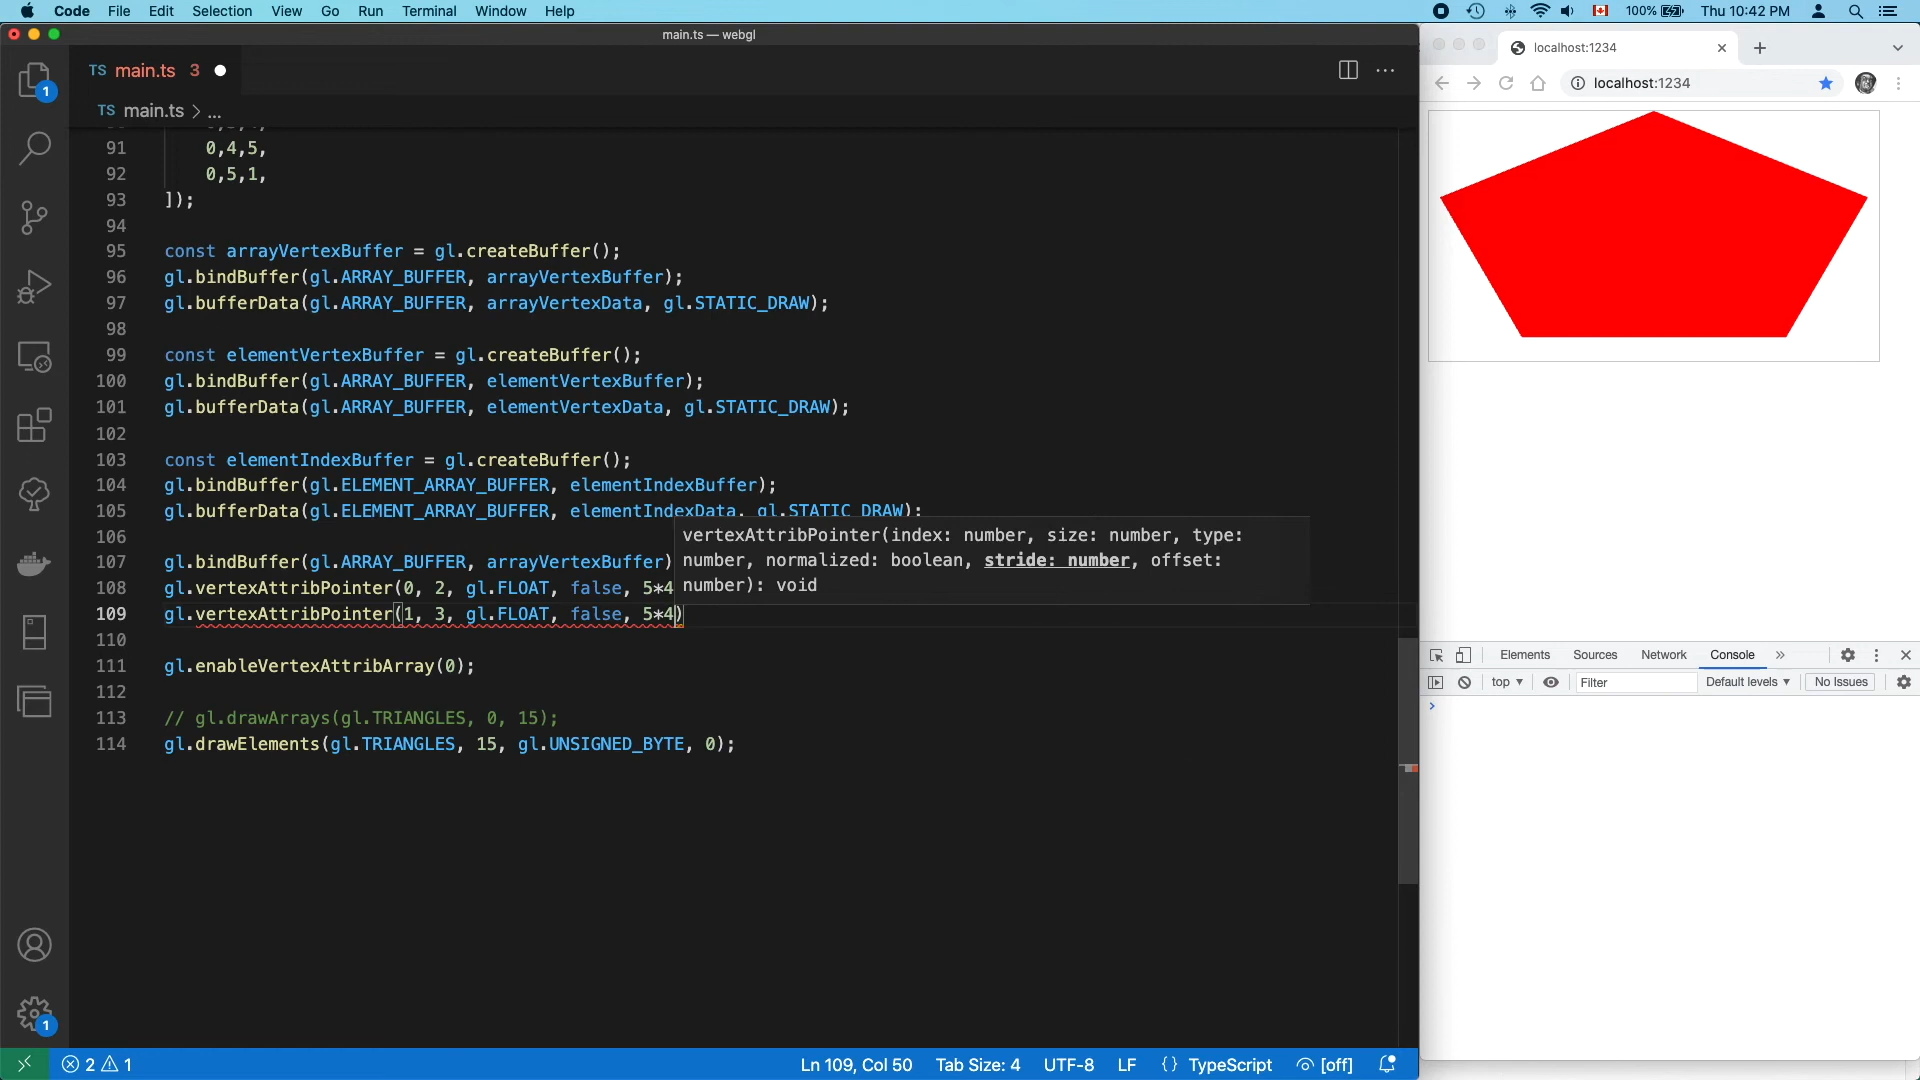 Code File Edit Selection View Go Run Terminal Window Help
100% Thu 10:42 PM
main.ts — webgl
TS main.ts 3
TS main.ts > ...
91 0,4,5,
92 0,5,1,
93 ]);
94
95 const arrayVertexBuffer = gl.createBuffer();
96 gl.bindBuffer(gl.ARRAY_BUFFER, arrayVertexBuffer);
97 gl.bufferData(gl.ARRAY_BUFFER, arrayVertexData, gl.STATIC_DRAW);
98
99 const elementVertexBuffer = gl.createBuffer();
100 gl.bindBuffer(gl.ARRAY_BUFFER, elementVertexBuffer);
101 gl.bufferData(gl.ARRAY_BUFFER, elementVertexData, gl.STATIC_DRAW);
102
103 const elementIndexBuffer = gl.createBuffer();
104 gl.bindBuffer(gl.ELEMENT_ARRAY_BUFFER, elementIndexBuffer);
105 gl.bufferData(gl.ELEMENT_ARRAY_BUFFER, elementIndexData, gl.STATIC_DRAW);
106
vertexAttribPointer(index: number, size: number, type:
number, normalized: boolean, stride: number, offset:
number): void
107 gl.bindBuffer(gl.ARRAY_BUFFER, arrayVertexBuffer)
108 gl.vertexAttribPointer(0, 2, gl.FLOAT, false, 5*4
109 gl.vertexAttribPointer(1, 3, gl.FLOAT, false, 5*4)
110
111 gl.enableVertexAttribArray(0);
112
113 // gl.drawArrays(gl.TRIANGLES, 0, 15);
114 gl.drawElements(gl.TRIANGLES, 15, gl.UNSIGNED_BYTE, 0);
1
1
2 1
Ln 109, Col 50 Tab Size: 4 UTF-8 LF {} TypeScript [off]
localhost:1234
localhost:1234
Elements Sources Network Console »
top Filter Default levels No Issues